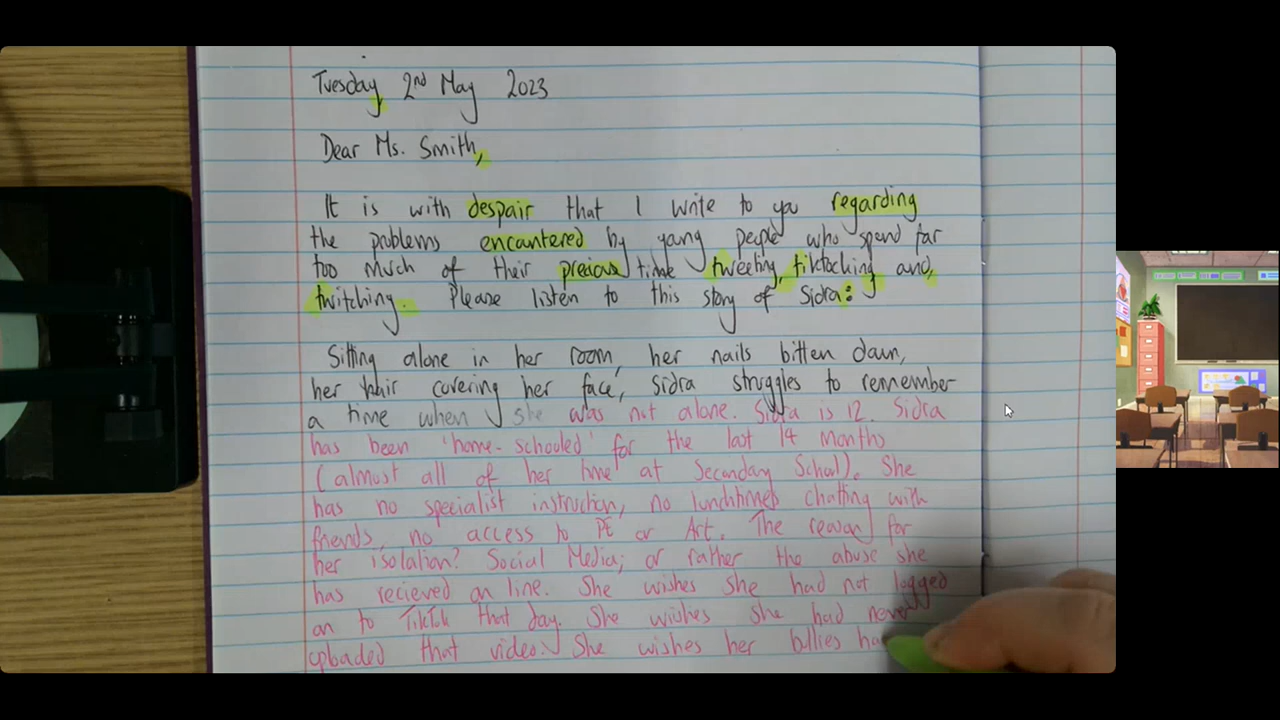 Tuesday 2nd May 2023
Dear Ms. Smith,
It is with despair that I write to you regarding
the problems encountered by young people who spend far
too much of their precious time tweeting, tiktocking and,
twitching. Please listen to this story of Sidra:
Sitting alone in her room, her nails bitten down,
her hair covering her face, Sidra struggles to remember
a time when she was not alone. Sidra is 12. Sidra
has been 'home-schooled' for the last 14 months
(almost all of her time at Secondary School). She
has no specialist instruction, no lunchtimes chatting with
friends, no access to PE or Art. The reason for
her isolation? Social Media; or rather the abuse she
has recieved on line. She wishes she had not logged
on to TikTok that day. She wishes she had never
uploaded that video. She wishes her bullies ha